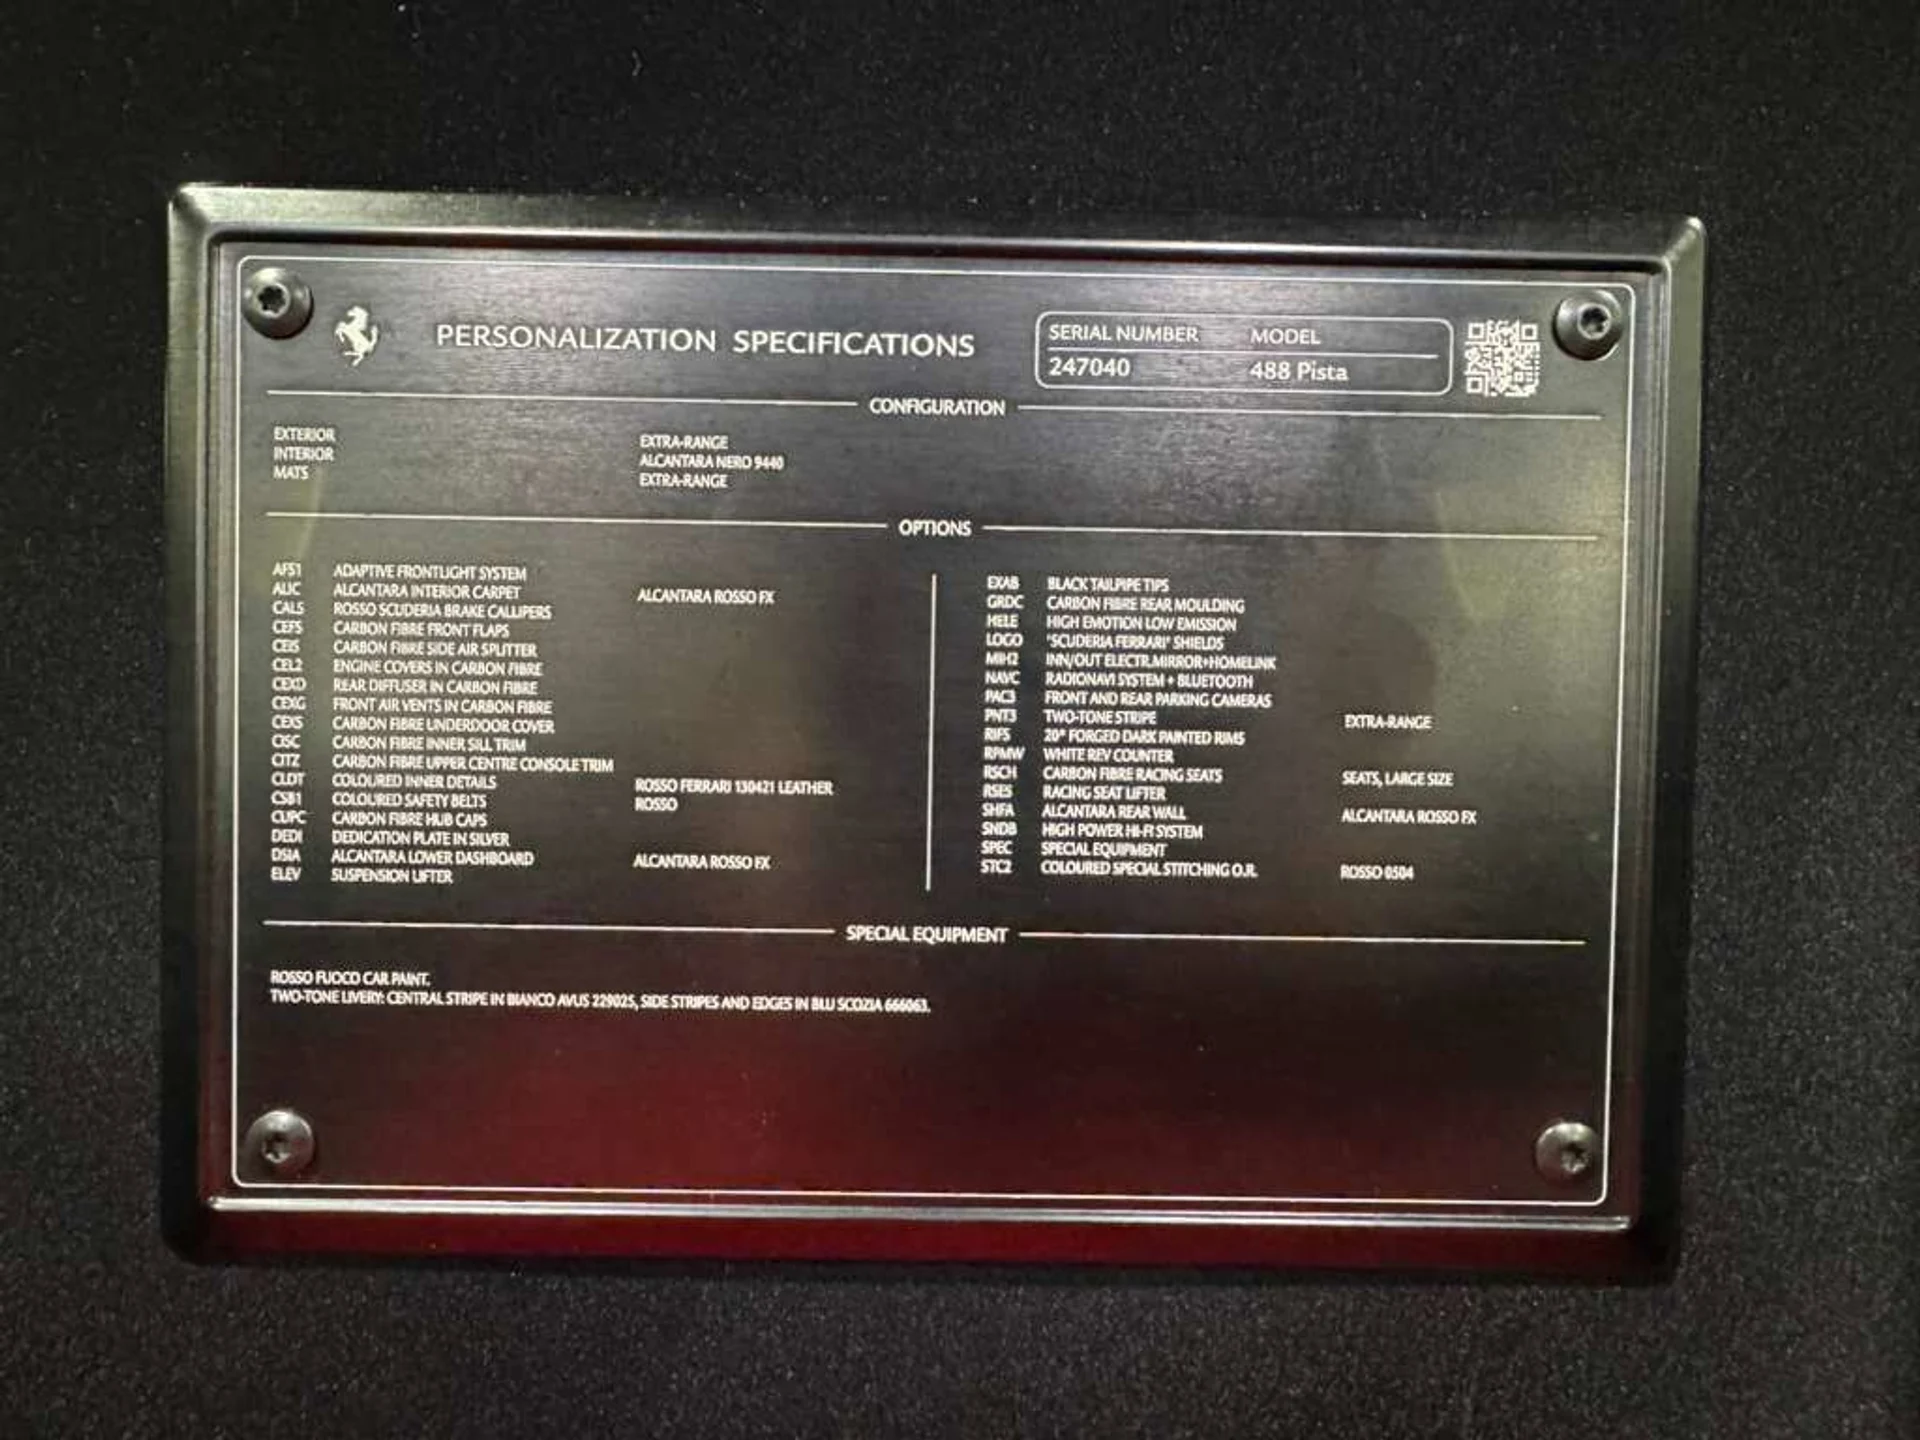 PERSONALIZATION SPECIFICATIONS
SERIAL NUMBER MODEL
247040 488 Pista
CONFIGURATION
EXTERIOR EXTRA-RANGE
INTERIOR ALCANTARA NERO 9440
MATS EXTRA-RANGE
OPTIONS
AFS1 ADAPTIVE FRONTLIGHT SYSTEM
ALIC ALCANTARA INTERIOR CARPET ALCANTARA ROSSO FX
CAL5 ROSSO SCUDERIA BRAKE CALLIPERS
CEFS CARBON FIBRE FRONT FLAPS
CEIS CARBON FIBRE SIDE AIR SPLITTER
CEL2 ENGINE COVERS IN CARBON FIBRE
CEXD REAR DIFFUSER IN CARBON FIBRE
CEXG FRONT AIR VENTS IN CARBON FIBRE
CEXS CARBON FIBRE UNDERDOOR COVER
CISC CARBON FIBRE INNER SILL TRIM
CITZ CARBON FIBRE UPPER CENTRE CONSOLE TRIM
CLDT COLOURED INNER DETAILS ROSSO FERRARI 130421 LEATHER
CSB1 COLOURED SAFETY BELTS ROSSO
CUPC CARBON FIBRE HUB CAPS
DEDI DEDICATION PLATE IN SILVER
DSIA ALCANTARA LOWER DASHBOARD ALCANTARA ROSSO FX
ELEV SUSPENSION LIFTER
EXAB BLACK TAILPIPE TIPS
GRDC CARBON FIBRE REAR MOULDING
HELE HIGH EMOTION LOW EMISSION
LOGO "SCUDERIA FERRARI" SHIELDS
MIH2 INN/OUT ELECTR.MIRROR+HOMELINK
NAVC RADIONAVI SYSTEM + BLUETOOTH
PAC3 FRONT AND REAR PARKING CAMERAS
PNT3 TWO-TONE STRIPE EXTRA-RANGE
RIFS 20" FORGED DARK PAINTED RIMS
RPMW WHITE REV COUNTER
RSCH CARBON FIBRE RACING SEATS SEATS, LARGE SIZE
RSES RACING SEAT LIFTER
SHFA ALCANTARA REAR WALL ALCANTARA ROSSO FX
SND8 HIGH POWER HI-FI SYSTEM
SPEC SPECIAL EQUIPMENT
STC2 COLOURED SPECIAL STITCHING O.R. ROSSO 0504
SPECIAL EQUIPMENT
ROSSO FUOCO CAR PAINT.
TWO-TONE LIVERY: CENTRAL STRIPE IN BIANCO AVUS 229025, SIDE STRIPES AND EDGES IN BLU SCOZIA 666063.